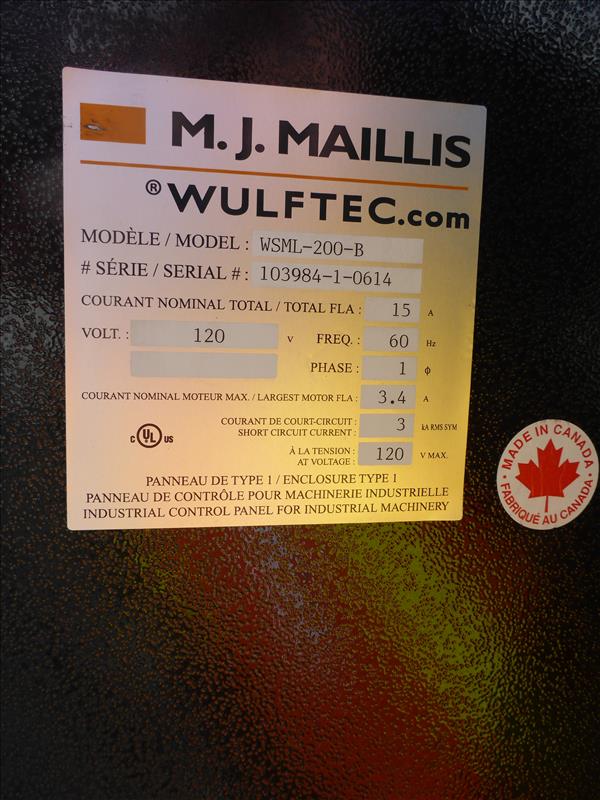 M. J. MAILLIS
® WULFTEC.com
MODÈLE / MODEL : WSML-200-B
# SÉRIE / SERIAL # : 103984-1-0614
COURANT NOMINAL TOTAL / TOTAL FLA : 15 A
VOLT. : 120 V FREQ. : 60 Hz
PHASE : 1 ϕ
COURANT NOMINAL MOTEUR MAX. / LARGEST MOTOR FLA : 3.4 A
COURANT DE COURT-CIRCUIT :
SHORT CIRCUIT CURRENT : 3 kA RMS SYM
À LA TENSION :
AT VOLTAGE : 120 V MAX.
C UL US
PANNEAU DE TYPE 1 / ENCLOSURE TYPE 1
PANNEAU DE CONTRÔLE POUR MACHINERIE INDUSTRIELLE
INDUSTRIAL CONTROL PANEL FOR INDUSTRIAL MACHINERY
MADE IN CANADA
FABRIQUÉ AU CANADA